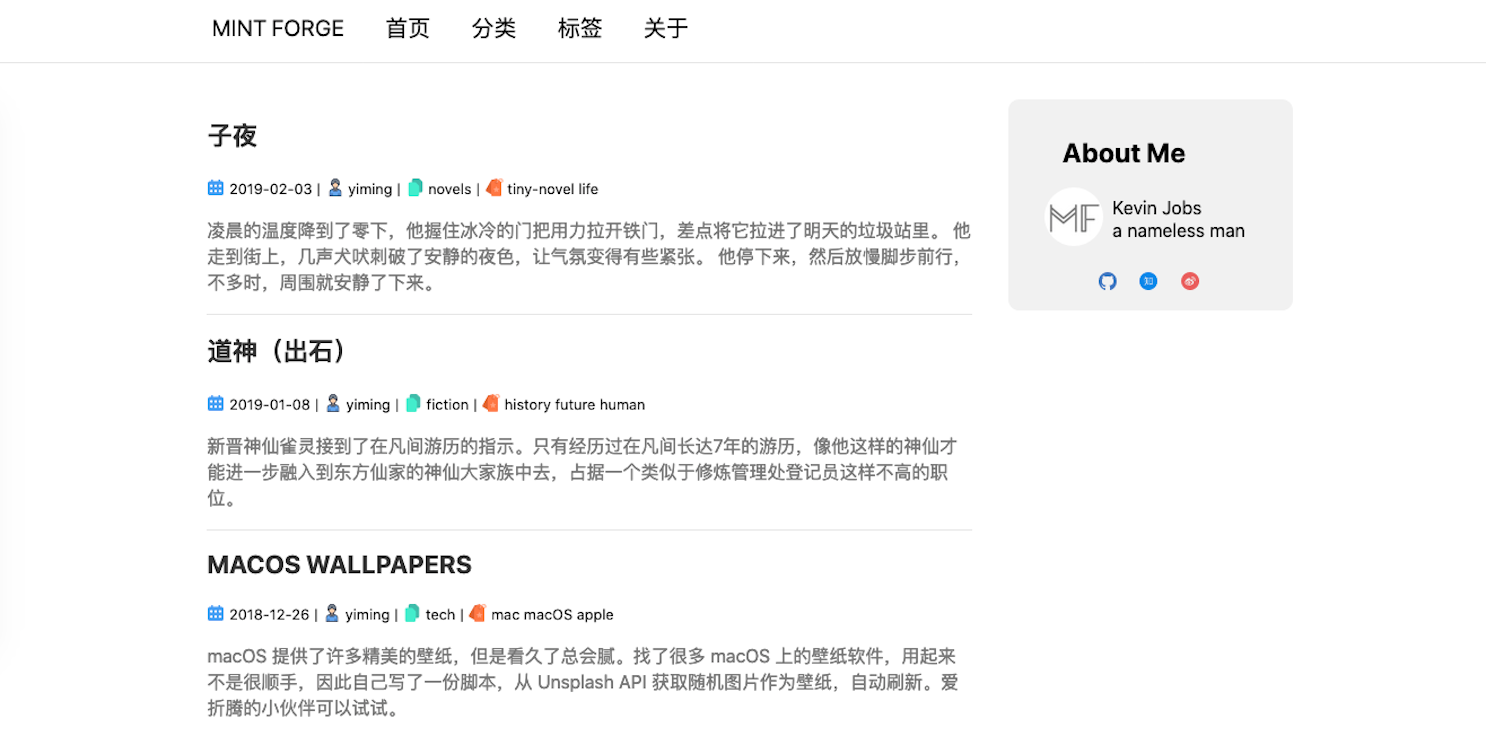 MINT FORGE 首页 分类 标签 关于
子夜
2019-02-03 | yiming | novels | tiny-novel life
凌晨的温度降到了零下，他握住冰冷的门把用力拉开铁门，差点将它拉进了明天的垃圾站里。 他
走到街上，几声犬吠刺破了安静的夜色，让气氛变得有些紧张。 他停下来，然后放慢脚步前行，
不多时，周围就安静了下来。
道神（出石）
2019-01-08 | yiming | fiction | history future human
新晋神仙雀灵接到了在凡间游历的指示。只有经历过在凡间长达7年的游历，像他这样的神仙才
能进一步融入到东方仙家的神仙大家族中去，占据一个类似于修炼管理处登记员这样不高的职
位。
MACOS WALLPAPERS
2018-12-26 | yiming | tech | mac macOS apple
macOS 提供了许多精美的壁纸，但是看久了总会腻。找了很多 macOS 上的壁纸软件，用起来
不是很顺手，因此自己写了一份脚本，从 Unsplash API 获取随机图片作为壁纸，自动刷新。爱
折腾的小伙伴可以试试。
About Me
MF
Kevin Jobs
a nameless man
知